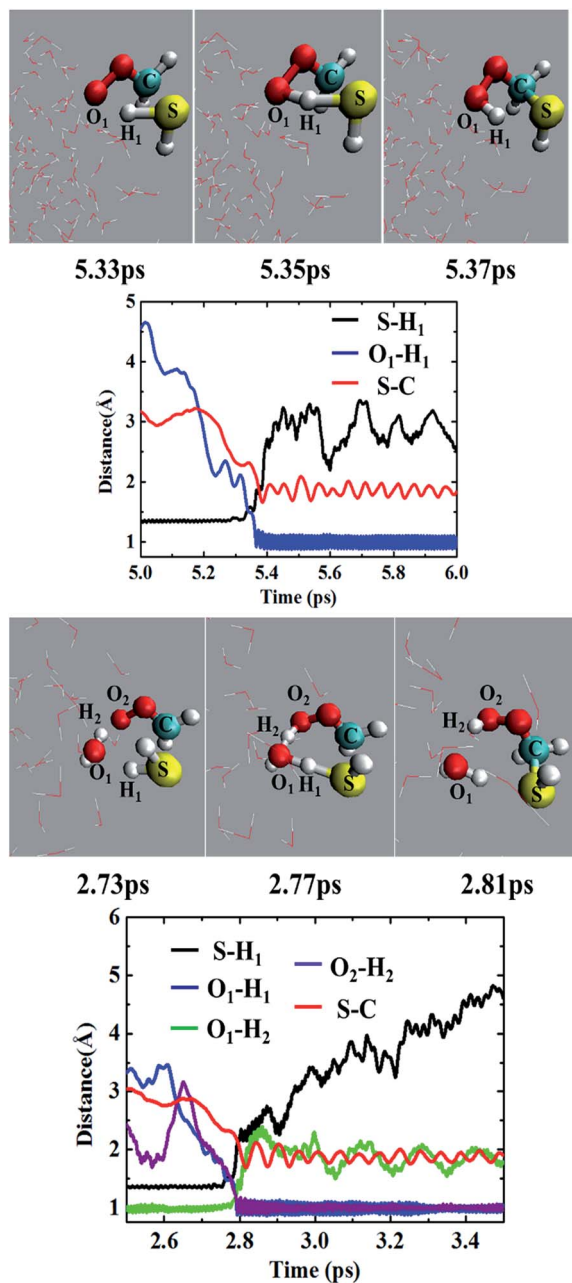 C
S
O1
H1
C
S
O1
H1
C
S
O1
H1
5.33ps 5.35ps 5.37ps
5
4
3
2
1
Distance(Å)
S-H1
O1-H1
S-C
5.0 5.2 5.4 5.6 5.8 6.0
Time (ps)
O2
H2
C
S
O1
H1
O2
H2
C
S
O1
H1
O2
H2
C
S
O1
2.73ps 2.77ps 2.81ps
6
5
4
3
2
1
Distance(Å)
S-H1
O1-H1
O1-H2
O2-H2
S-C
2.6 2.8 3.0 3.2 3.4
Time (ps)